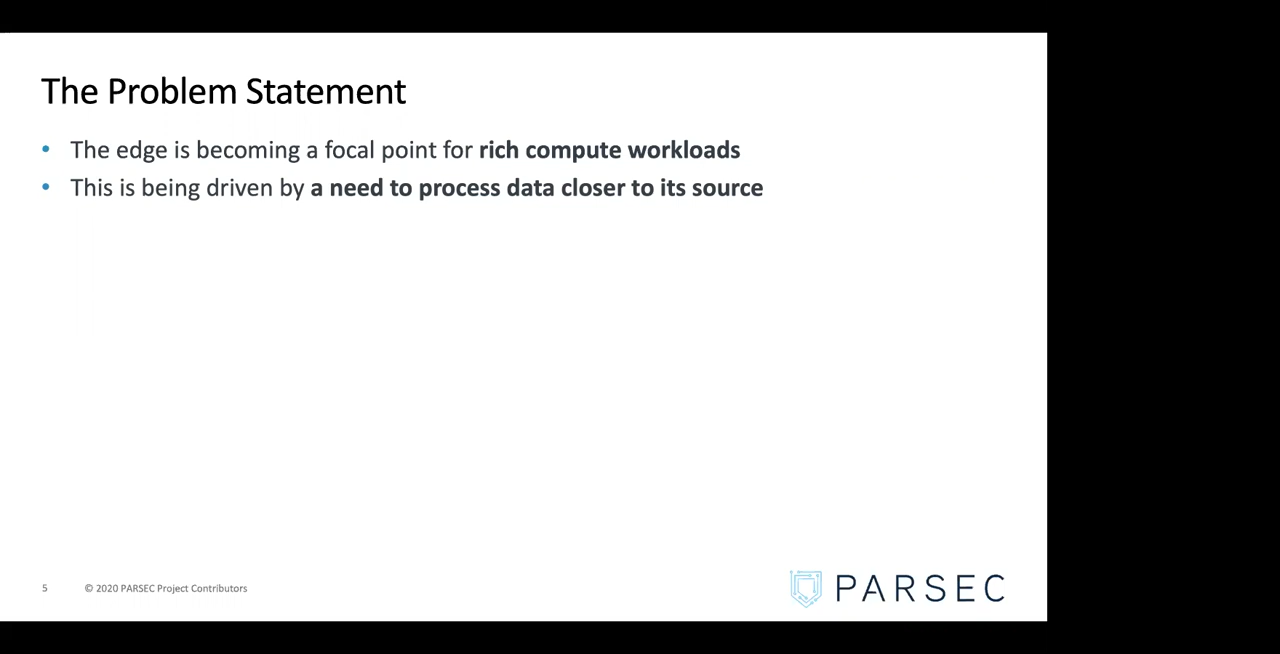 The Problem Statement
• The edge is becoming a focal point for rich compute workloads
• This is being driven by a need to process data closer to its source
5 © 2020 PARSEC Project Contributors
PARSEC